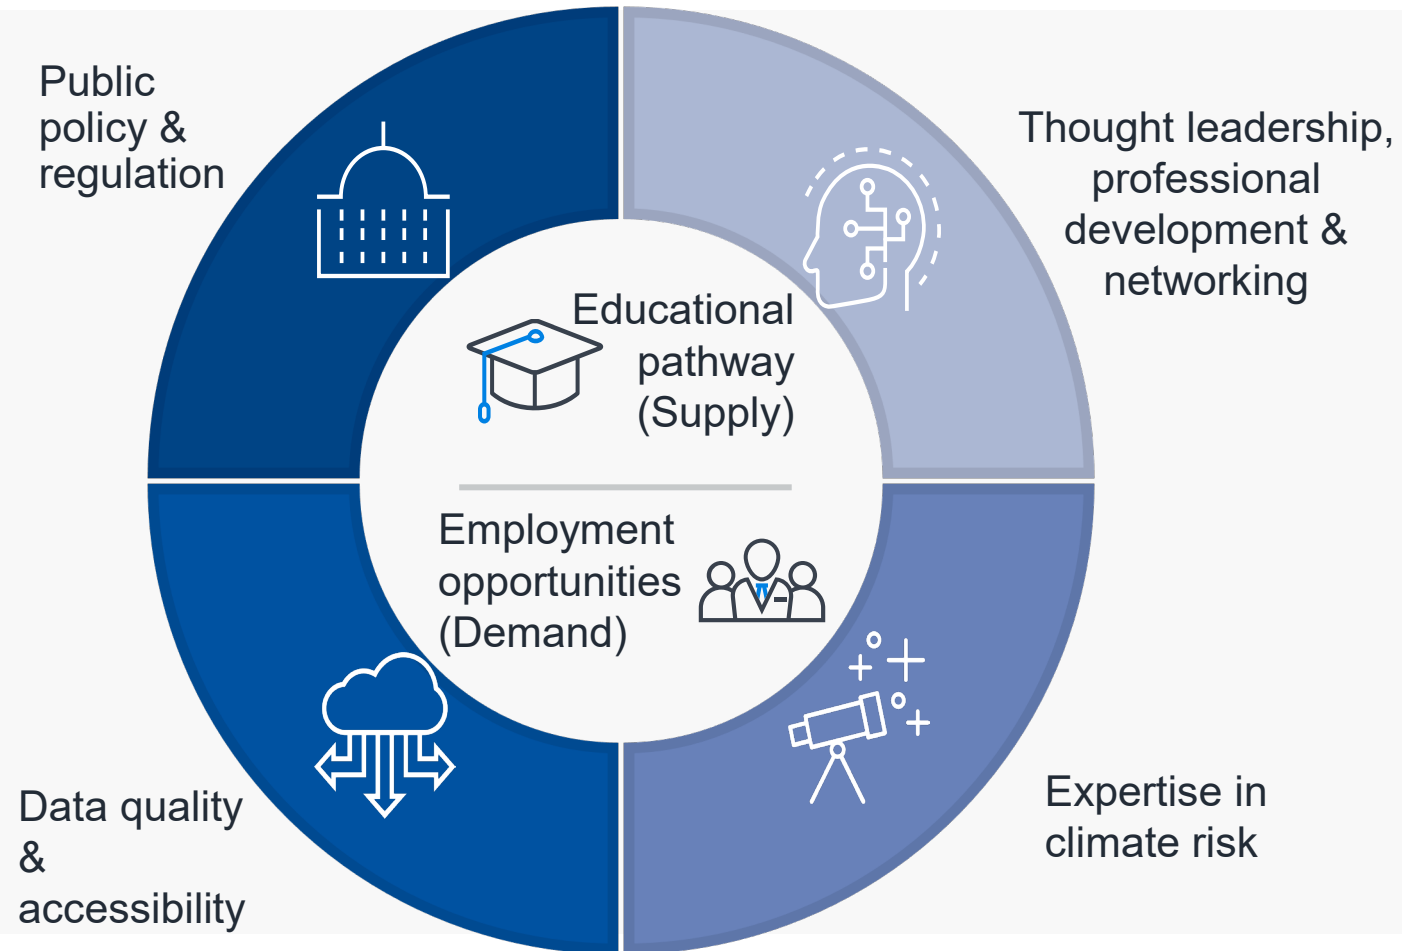 Public
policy &
regulation
Thought leadership,
professional
development &
networking
Educational
pathway
(Supply)
Employment
opportunities
(Demand)
Data quality
&
accessibility
Expertise in
climate risk